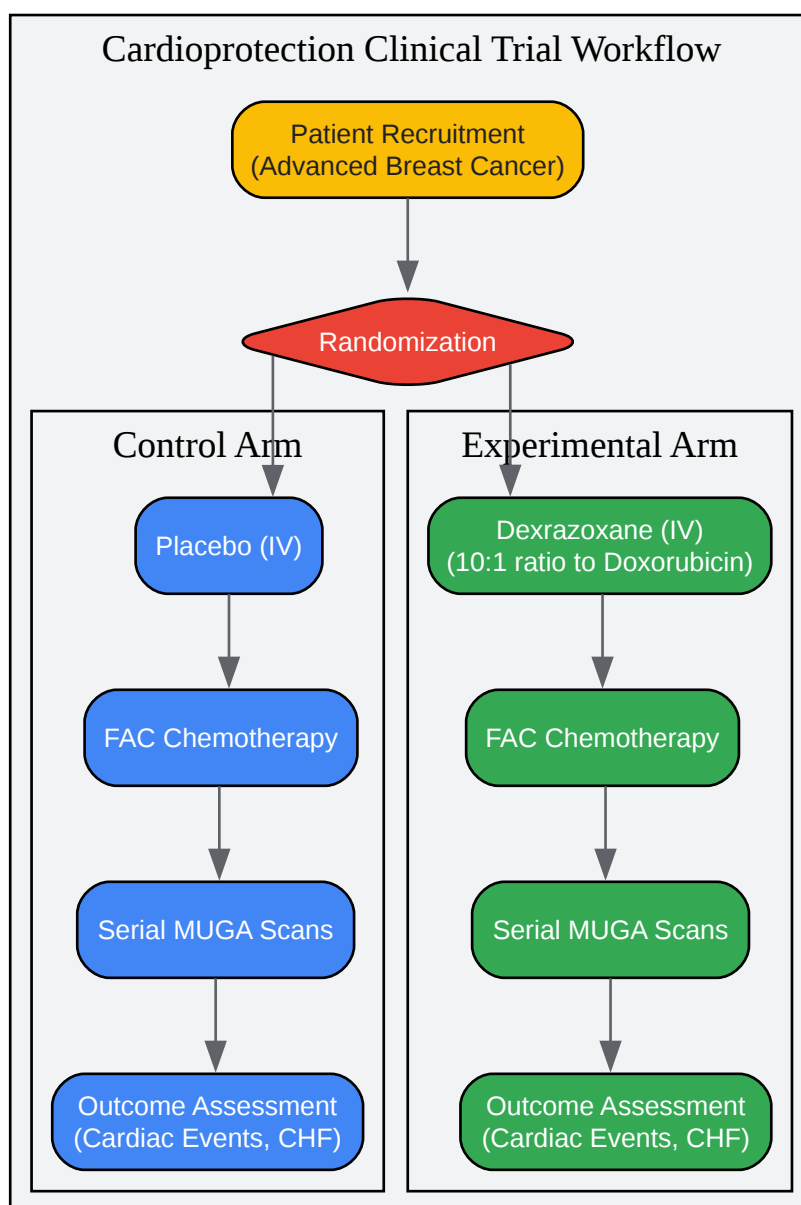 Cardioprotection Clinical Trial Workflow
Patient Recruitment
(Advanced Breast Cancer)
Randomization
Control Arm
Placebo (IV)
FAC Chemotherapy
Serial MUGA Scans
Outcome Assessment
(Cardiac Events, CHF)
Experimental Arm
Dexrazoxane (IV)
(10:1 ratio to Doxorubicin)
FAC Chemotherapy
Serial MUGA Scans
Outcome Assessment
(Cardiac Events, CHF)